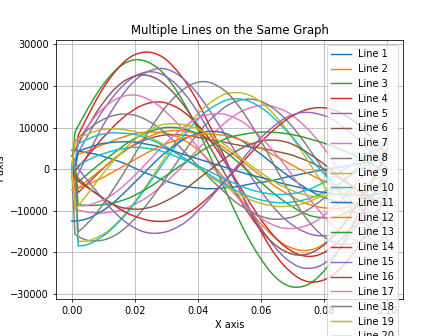 Multiple Lines on the Same Graph
30000
20000
10000
0
−10000
−20000
−30000
0.00
0.02
0.04
0.06
0.08
X axis
Line 1
Line 2
Line 3
Line 4
Line 5
Line 6
Line 7
Line 8
Line 9
Line 10
Line 11
Line 12
Line 13
Line 14
Line 15
Line 16
Line 17
Line 18
Line 19
Line 20